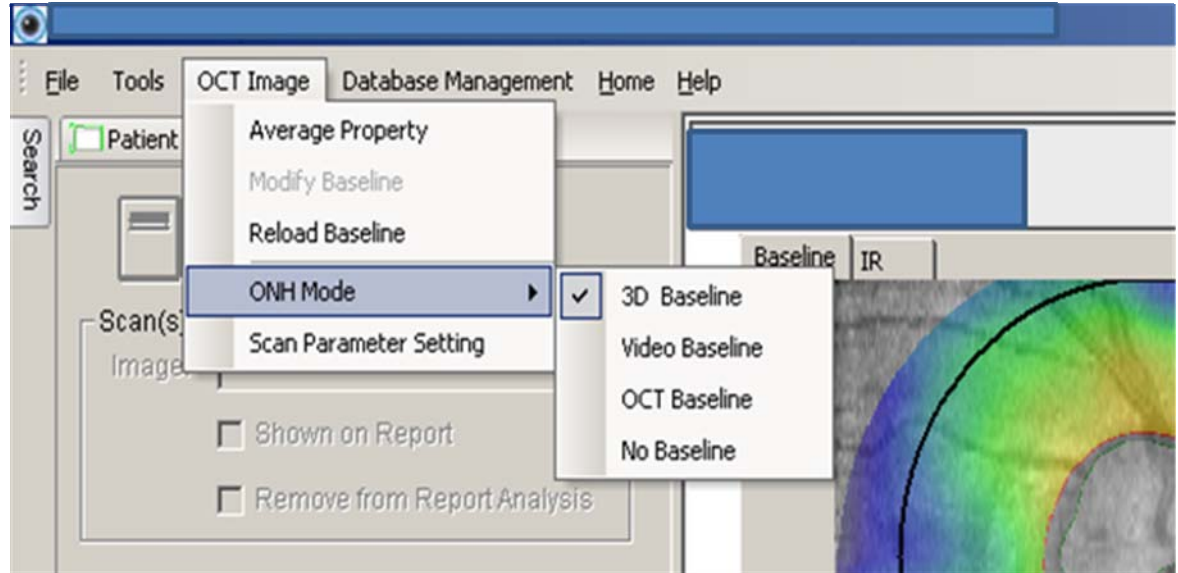 File Tools OCT Image Database Management Home Help
Search
Patient
Average Property
Modify Baseline
Reload Baseline
ONH Mode
Scan Parameter Setting
3D Baseline
Video Baseline
OCT Baseline
No Baseline
Scan(s)
Image:
Shown on Report
Remove from Report Analysis
Baseline IR